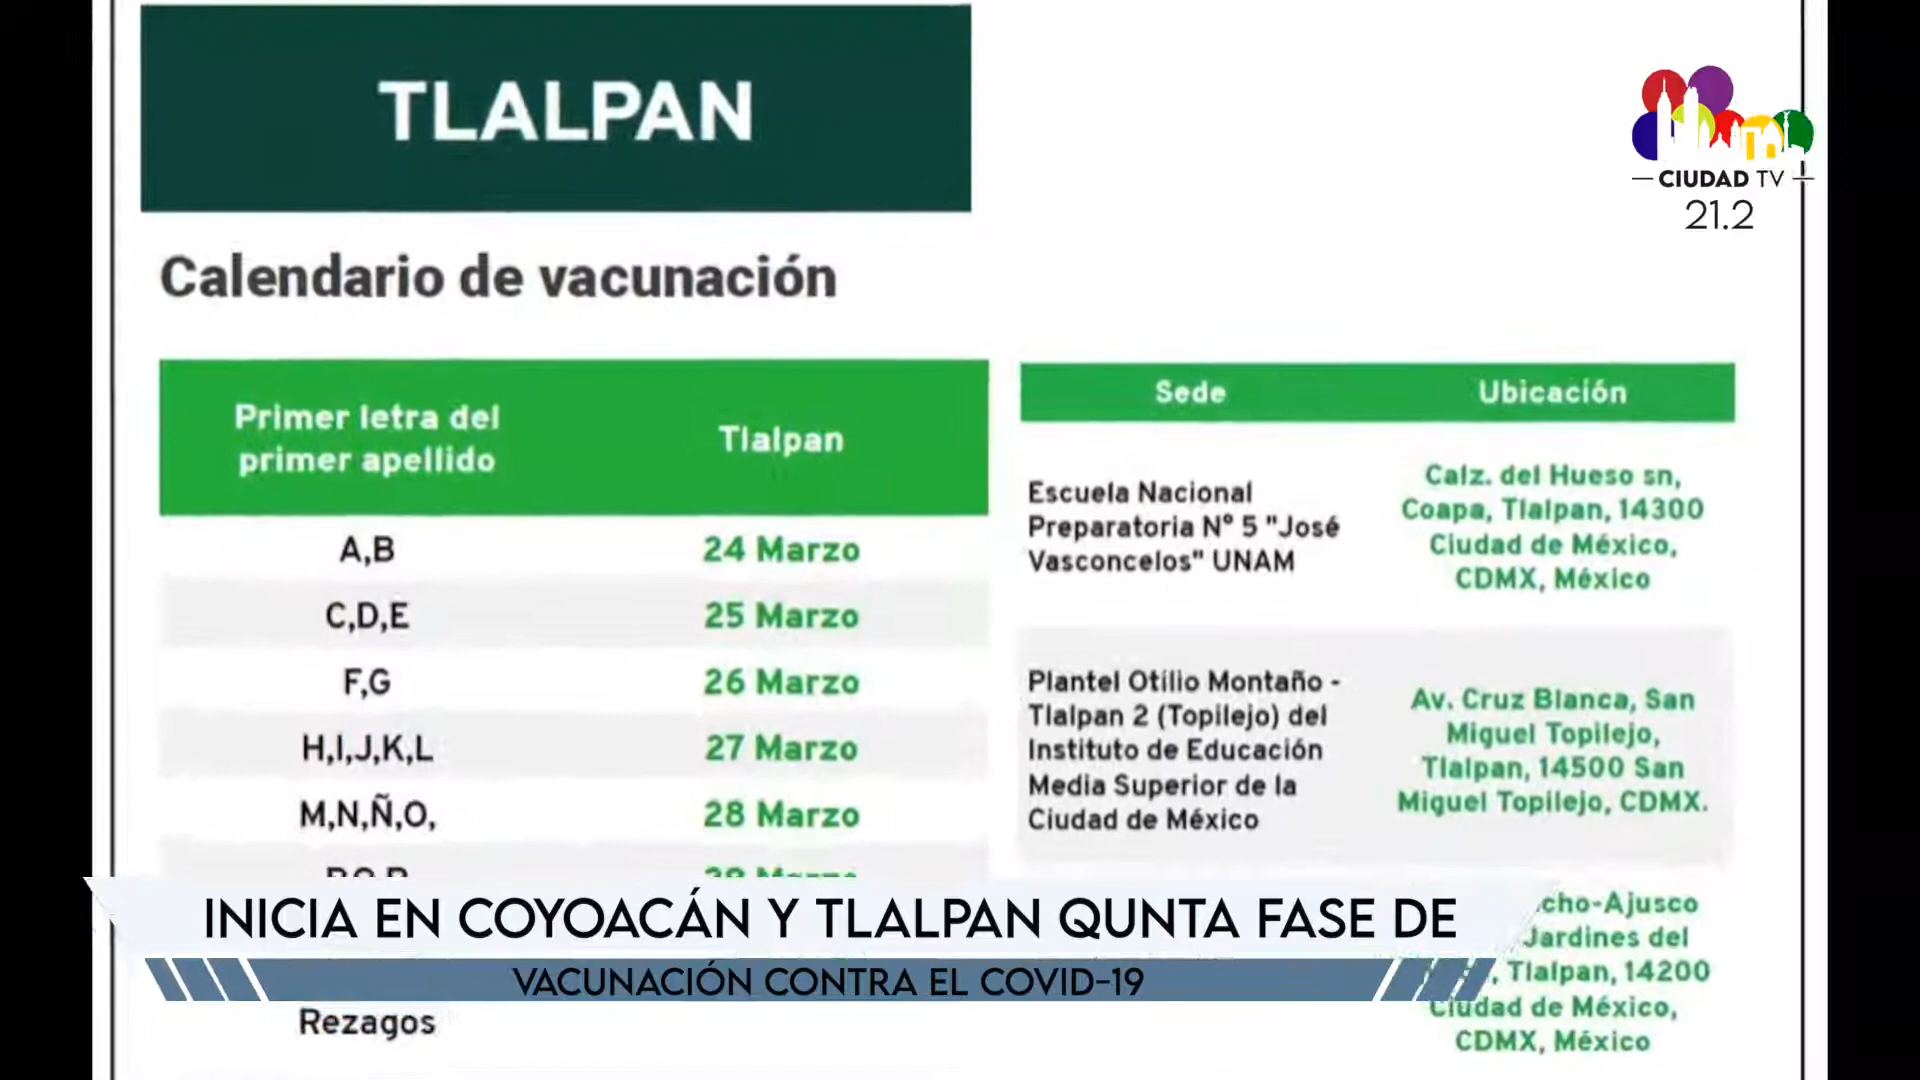 TLALPAN
CIUDAD TV
21.2
Calendario de vacunación
Primer letra del
primer apellido
Tlalpan
A,B
24 Marzo
C,D,E
25 Marzo
F,G
26 Marzo
H,I,J,K,L
27 Marzo
M,N,Ñ,O,
28 Marzo
Sede
Ubicación
Escuela Nacional
Preparatoria N° 5 "José
Vasconcelos" UNAM
Calz. del Hueso sn,
Coapa, Tlalpan, 14300
Ciudad de México,
CDMX, México
Plantel Otilio Montaño -
Tlalpan 2 (Topilejo) del
Instituto de Educación
Media Superior de la
Ciudad de México
Av. Cruz Blanca, San
Miguel Topilejo,
Tlalpan, 14500 San
Miguel Topilejo, CDMX.
cho-Ajusco
Jardines del
, Tlalpan, 14200
Ciudad de México,
CDMX, México
INICIA EN COYOACÁN Y TLALPAN QUNTA FASE DE
VACUNACIÓN CONTRA EL COVID-19
Rezagos